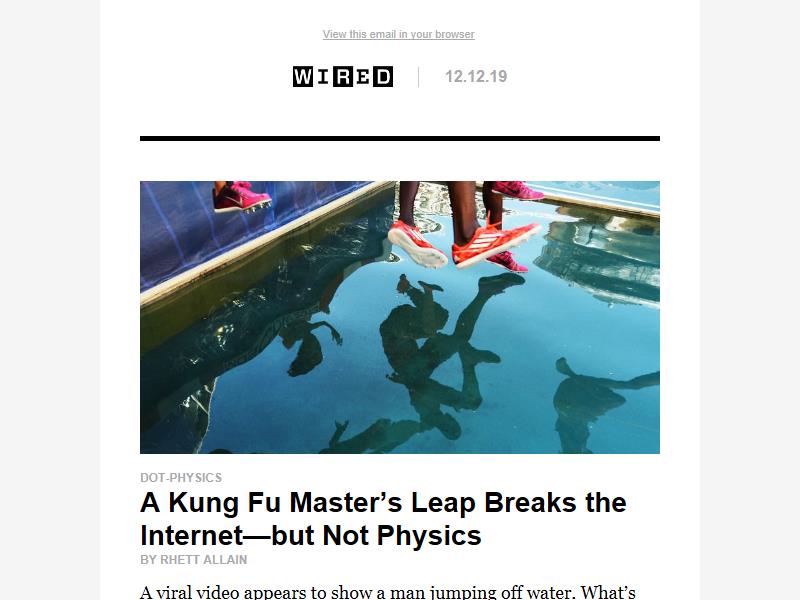 View this email in your browser
WIRED | 12.12.19
DOT-PHYSICS
A Kung Fu Master’s Leap Breaks the
Internet—but Not Physics
BY RHETT ALLAIN
A viral video appears to show a man jumping off water. What’s